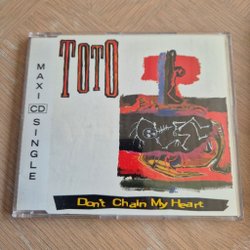 TOTO
MAXI CD SINGLE
Don't Chain My Heart